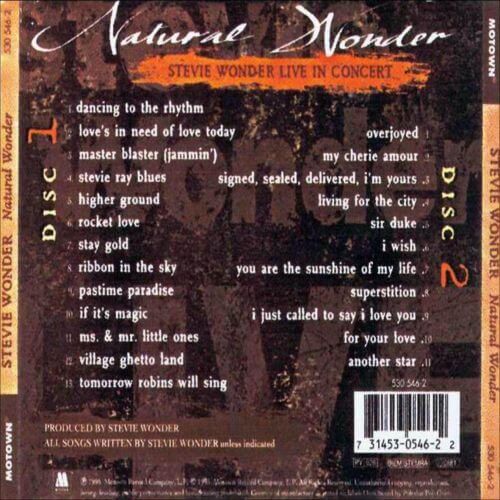 530 546-2
MOTOWN
STEVIE WONDER Natural Wonder
Natural Wonder
STEVIE WONDER LIVE IN CONCERT
DISC 1
1. dancing to the rhythm
2. love's in need of love today
3. master blaster (jammin')
4. stevie ray blues
5. higher ground
6. rocket love
7. stay gold
8. ribbon in the sky
9. pastime paradise
10. if it's magic
11. ms. & mr. little ones
12. village ghetto land
13. tomorrow robins will sing
DISC 2
overjoyed 1.
my cherie amour 2.
signed, sealed, delivered, i'm yours 3.
living for the city 4.
sir duke 5.
i wish 6.
you are the sunshine of my life 7.
superstition 8.
i just called to say i love you 9.
for your love 10.
another star 11.
530 546-2
PRODUCED BY STEVIE WONDER
ALL SONGS WRITTEN BY STEVIE WONDER unless indicated
7 31453-0546-2 2
MOTOWN
STEVIE WONDER Natural Wonder
530 546-2